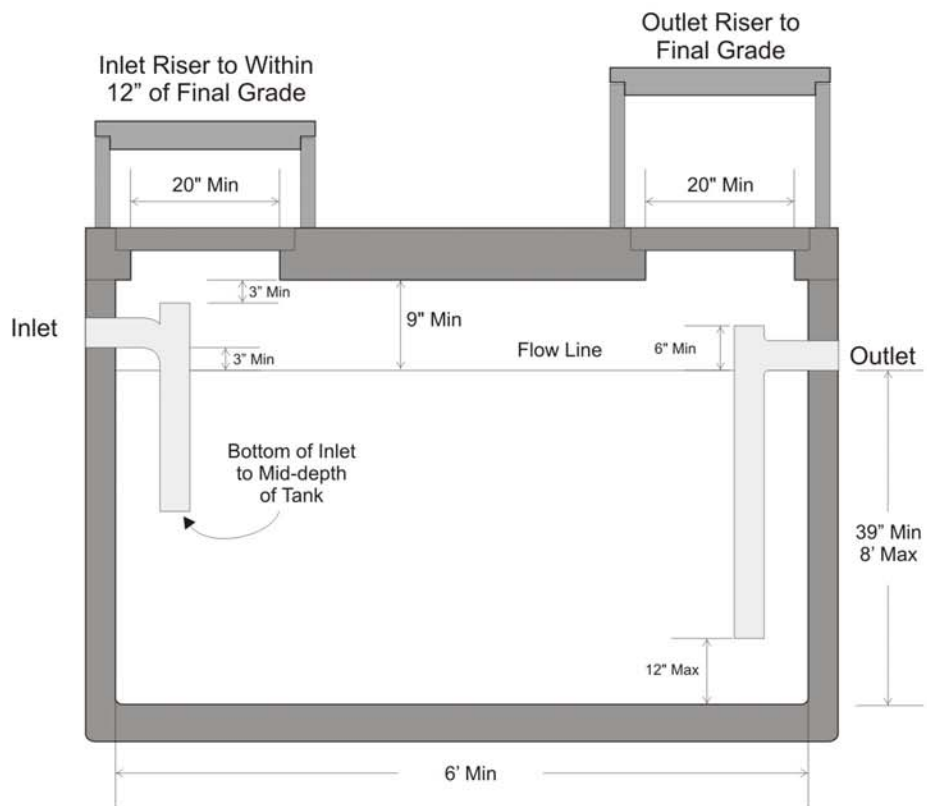 Outlet Riser to
Final Grade
Inlet Riser to Within
12” of Final Grade
20" Min
20" Min
3” Min
9" Min
Inlet
3” Min
Flow Line
6” Min
Outlet
Bottom of Inlet
to Mid-depth
of Tank
39” Min
8’ Max
12" Max
6’ Min